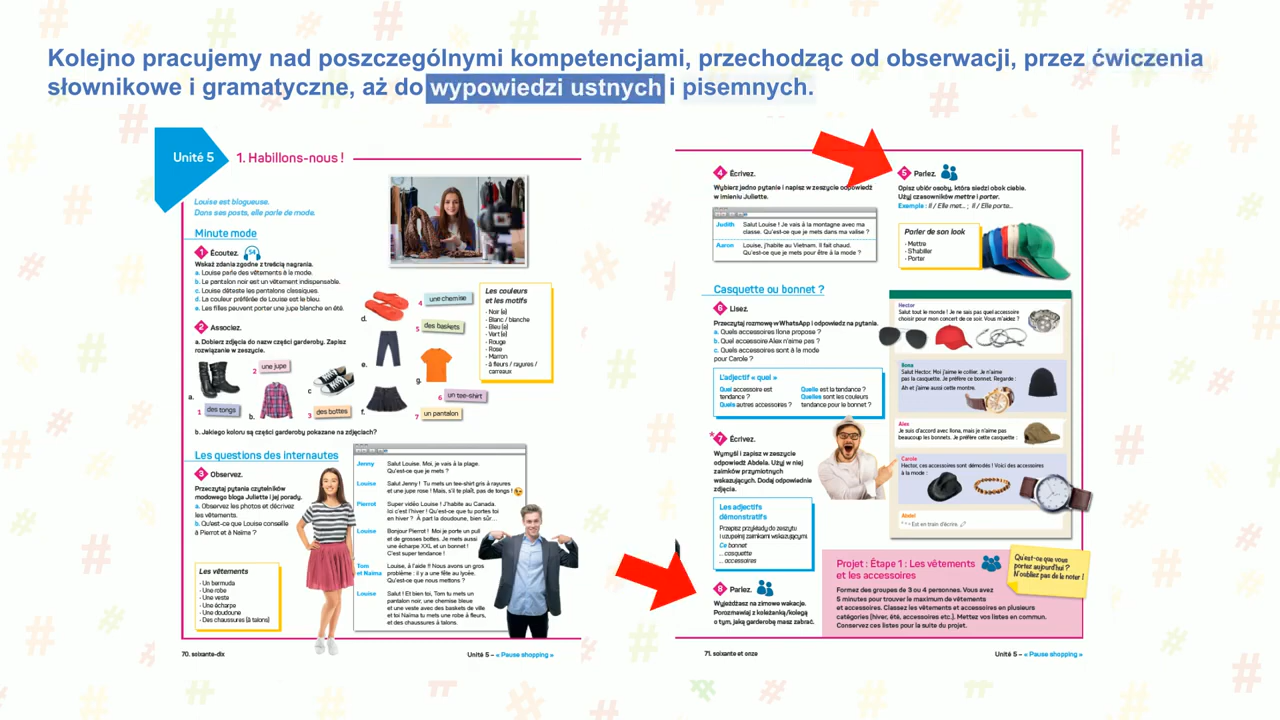 Kolejno pracujemy nad poszczególnymi kompetencjami, przechodząc od obserwacji, przez ćwiczenia
słownikowe i gramatyczne, aż do wypowiedzi ustnych i pisemnych.
Unité 5
1. Habillons-nous !
Louise est blogueuse.
Dans ses posts, elle parle de mode.
Minute mode
1 Écoutez. 54
Wskaż zdania zgodne z treścią nagrania.
a. Louise parle des vêtements à la mode.
b. Le pantalon noir est un vêtement indispensable.
c. Louise déteste les pantalons classiques.
d. La couleur préférée de Louise est le bleu.
e. Les filles peuvent porter une jupe blanche en été.
2 Associez.
a. Dobierz zdjęcia do nazw części garderoby. Zapisz
rozwiązanie w zeszycie.
a.
b.
c
d.
e.
f.
g.
1 des tongs
2 une jupe
3 des bottes
4 une chemise
5 des baskets
6 un tee-shirt
7 un pantalon
Les couleurs
et les motifs
- Noir (e)
- Blanc / blanche
- Bleu (e)
- Vert (e)
- Rouge
- Rose
- Marron
- à fleurs / rayures /
carreaux
b. Jakiego koloru są części garderoby pokazane na zdjęciach?
Les questions des internautes
3 Observez.
Przeczytaj pytania czytelników
modowego bloga Juliette i jej porady.
a. Observez les photos et décrivez
les vêtements.
b. Qu'est-ce que Louise conseille
à Pierrot et à Naïma ?
Les vêtements
- Un bermuda
- Une robe
- Une veste
- Une écharpe
- Une doudoune
- Des chaussures (à talons)
Jenny Salut Louise. Moi, je vais à la plage.
Qu'est-ce que je mets ?
Louise Salut Jenny ! Tu mets un tee-shirt gris à rayures
et une jupe rose ! Mais, s'il te plaît, pas de tongs !
Pierrot Super vidéo Louise ! J'habite au Canada.
Ici c'est l'hiver ! Qu'est-ce que tu portes toi
en hiver ? À part la doudoune, bien sûr...
Louise Bonjour Pierrot ! Moi je porte un pull
et de grosses bottes. Je mets aussi
une écharpe XXL et un bonnet !
C'est super tendance !
Tom
et Naïma Louise, à l'aide !! Nous avons un gros
problème : il y a une fête au lycée.
Qu'est-ce que nous mettons ?
Louise Salut ! Et bien toi, Tom tu mets un
pantalon noir, une chemise bleue
et une veste avec des baskets de ville
et toi Naïma tu mets une robe à fleurs,
et des chaussures à talons.
70. soixante-dix
Unité 5 – « Pause shopping »
4 Écrivez.
Wybierz jedno pytanie i napisz w zeszycie odpowiedź
w imieniu Juliette.
Judith Salut Louise ! Je vais à la montagne avec ma
classe. Qu'est-ce que je mets dans ma valise ?
Aaron Louise, j'habite au Vietnam. Il fait chaud.
Qu'est-ce que je mets pour être à la mode ?
Casquette ou bonnet ?
6 Lisez.
Przeczytaj rozmowę w WhatsApp i odpowiedz na pytania.
a. Quels accessoires Ilona propose ?
b. Quel accessoire Alex n'aime pas ?
c. Quels accessoires sont à la mode
pour Carole ?
L'adjectif « quel »
Quel accessoire est
tendance ?
Quels autres accessoires ?
Quelle est la tendance ?
Quelles sont les couleurs
tendance pour le bonnet ?
*7 Écrivez.
Wymyśl i zapisz w zeszycie
odpowiedź Abdela. Użyj w niej
zaimków przymiotnych
wskazujących. Dodaj odpowiednie
zdjęcia.
Les adjectifs
démonstratifs
Przepisz przykłady do zeszytu
i uzupełnij zaimkami wskazującymi.
Ce bonnet
... casquette
... accessoires
8 Parlez.
Wyjeżdżasz na zimowe wakacje.
Porozmawiaj z koleżanką/kolegą
o tym, jaką garderobę masz zabrać.
5 Parlez.
Opisz ubiór osoby, która siedzi obok ciebie.
Użyj czasowników mettre i porter.
Exemple : Il / Elle met... ; Il / Elle porte...
Parler de son look
- Mettre
- S'habiller
- Porter
Hector
Salut tout le monde ! Je ne sais pas quel accessoire
choisir pour mon concert de ce soir. Vous m'aidez ?
Ilona
Salut Hector. Moi j'aime le collier. Je n'aime
pas la casquette. Je préfère ce bonnet. Regarde :
Ah et j'aime aussi cette montre.
Alex
Je suis d'accord avec Ilona, mais je n'aime pas
beaucoup les bonnets. Je préfère cette casquette :
Carole
Hector, ces accessoires sont démodés ! Voici des accessoires
à la mode :
Abdel
* * * Est en train d'écrire.
Projet : Étape 1 : Les vêtements
et les accessoires
Formez des groupes de 3 ou 4 personnes. Vous avez
5 minutes pour trouver le maximum de vêtements
et accessoires. Classez les vêtements et accessoires en plusieurs
catégories (hiver, été, accessoires etc.). Mettez vos listes en commun.
Conservez ces listes pour la suite du projet.
Qu'est-ce que vous
portez aujourd'hui ?
N'oubliez pas de le noter !
71. soixante et onze
Unité 5 – « Pause shopping »